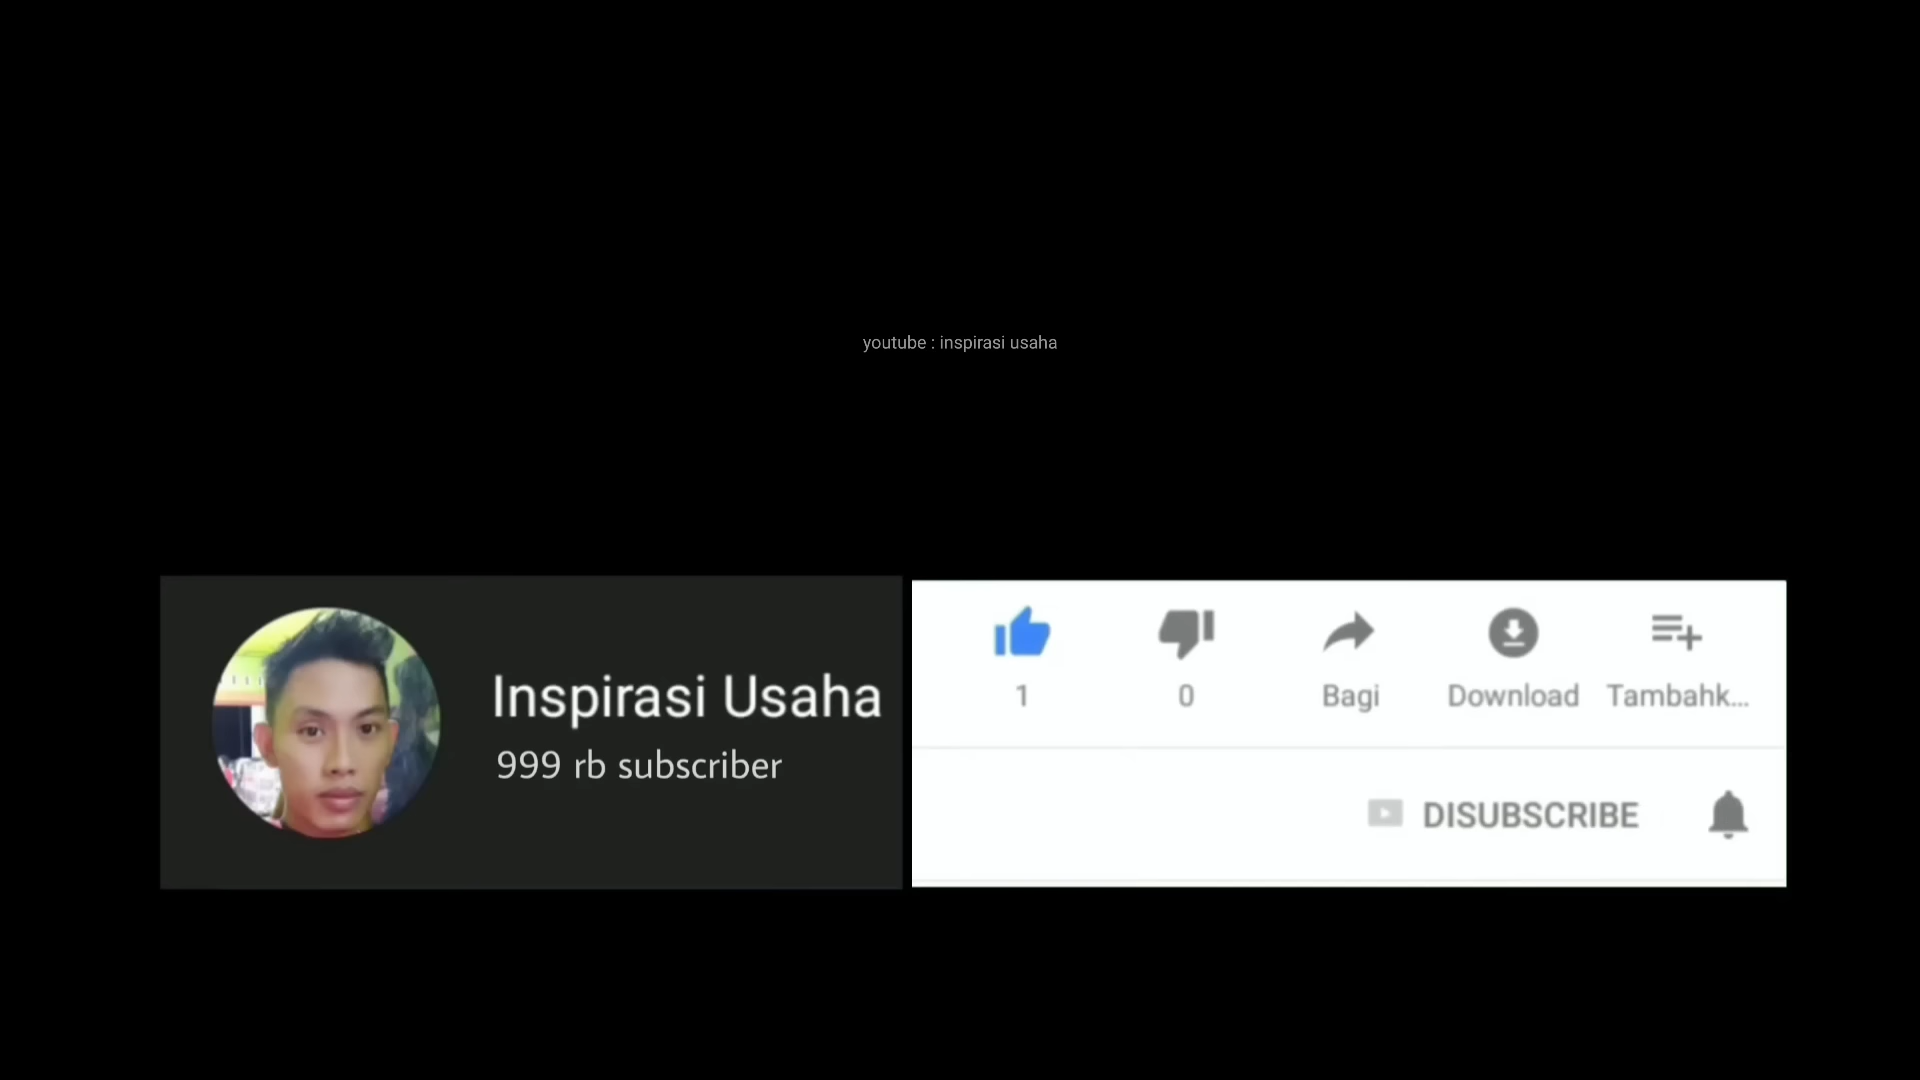 youtube : inspirasi usaha
Inspirasi Usaha
999 rb subscriber
1
0
Bagi
Download
Tambahk...
DISUBSCRIBE